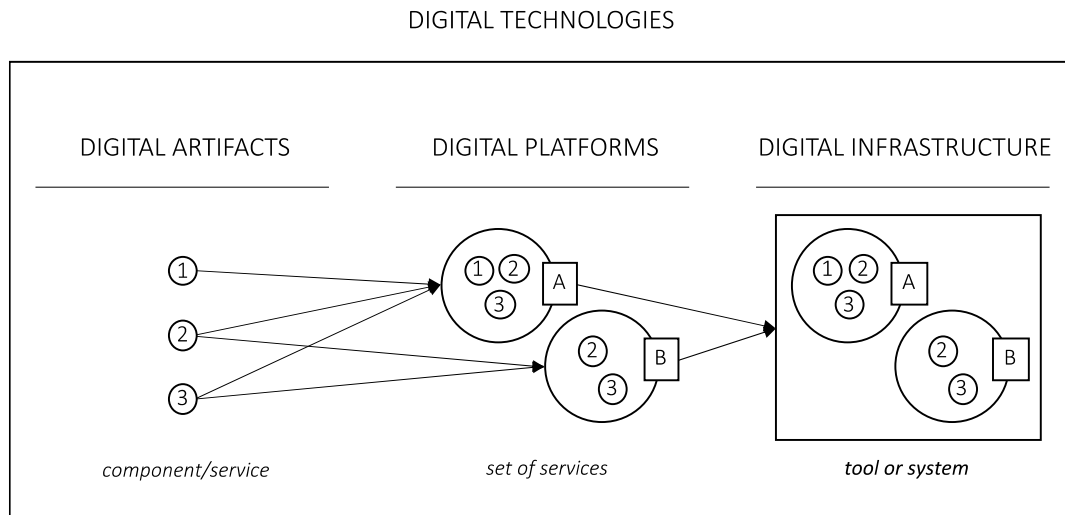 DIGITAL TECHNOLOGIES
DIGITAL ARTIFACTS
DIGITAL PLATFORMS
DIGITAL INFRASTRUCTURE
1
2
3
1 2
3
A
2
3
B
1 2
3
A
2
3
B
component/service
set of services
tool or system